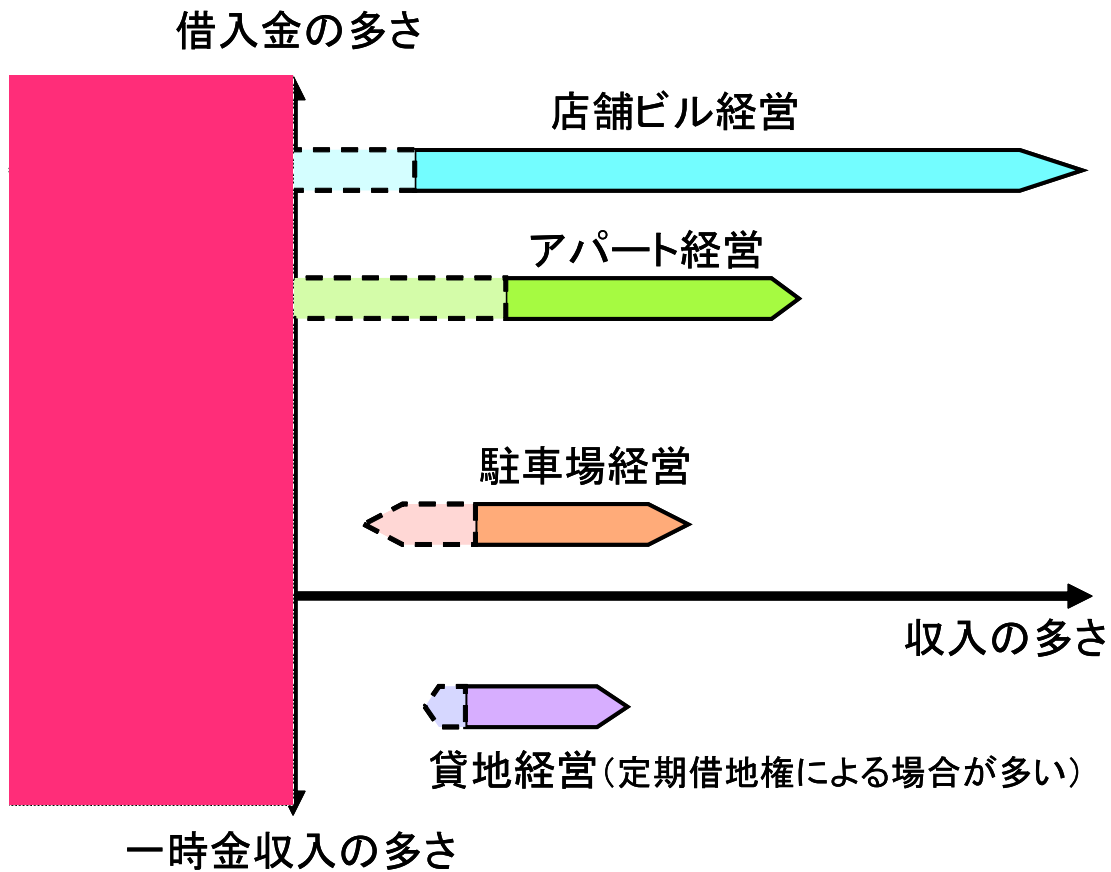 借入金の多さ
店舗ビル経営
アパート経営
駐車場経営
収入の多さ
貸地経営（定期借地権による場合が多い）
一時金収入の多さ